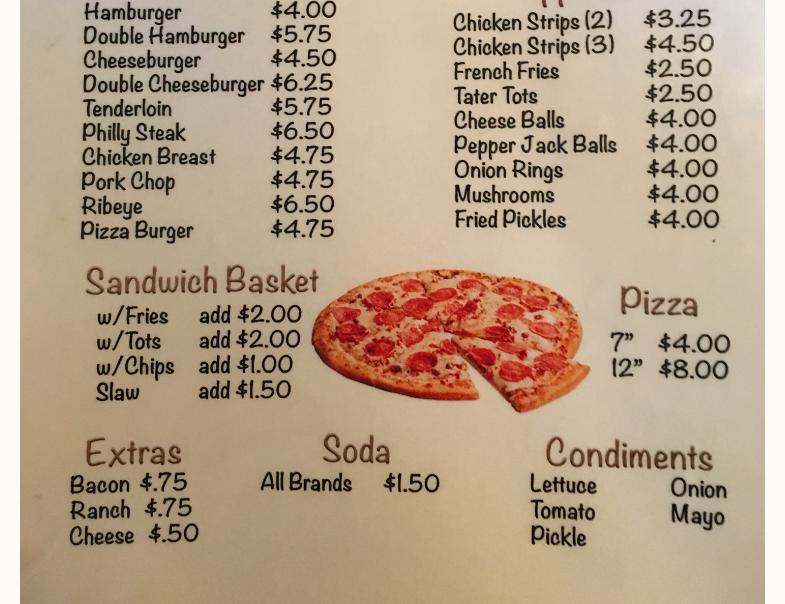 Hamburger $4.00
Double Hamburger $5.75
Cheeseburger $4.50
Double Cheeseburger $6.25
Tenderloin $5.75
Philly Steak $6.50
Chicken Breast $4.75
Pork Chop $4.75
Ribeye $6.50
Pizza Burger $4.75
Chicken Strips (2) $3.25
Chicken Strips (3) $4.50
French Fries $2.50
Tater Tots $2.50
Cheese Balls $4.00
Pepper Jack Balls $4.00
Onion Rings $4.00
Mushrooms $4.00
Fried Pickles $4.00
Sandwich Basket
w/Fries add $2.00
w/Tots add $2.00
w/Chips add $1.00
Slaw add $1.50
Pizza
7” $4.00
12” $8.00
Extras
Bacon $.75
Ranch $.75
Cheese $.50
Soda
All Brands $1.50
Condiments
Lettuce Onion
Tomato Mayo
Pickle